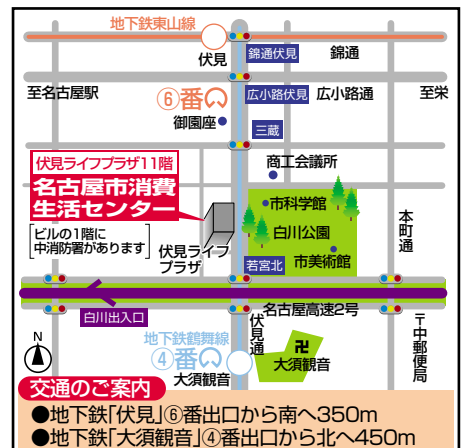 地下鉄東山線
伏見
錦通伏見
錦通
至名古屋駅
⑥番
広小路伏見
広小路通
至栄
御園座
三蔵
商工会議所
伏見ライフプラザ11階
名古屋市消費
生活センター
ビルの1階に
中消防署があります
伏見ライフ
プラザ
市科学館
白川公園
市美術館
若宮北
本町通
白川出入口
名古屋高速2号
伏見通
〒中郵便局
N
地下鉄鶴舞線
④番
大須観音
卍
大須観音
交通のご案内
●地下鉄「伏見」⑥番出口から南へ350m
●地下鉄「大須観音」④番出口から北へ450m